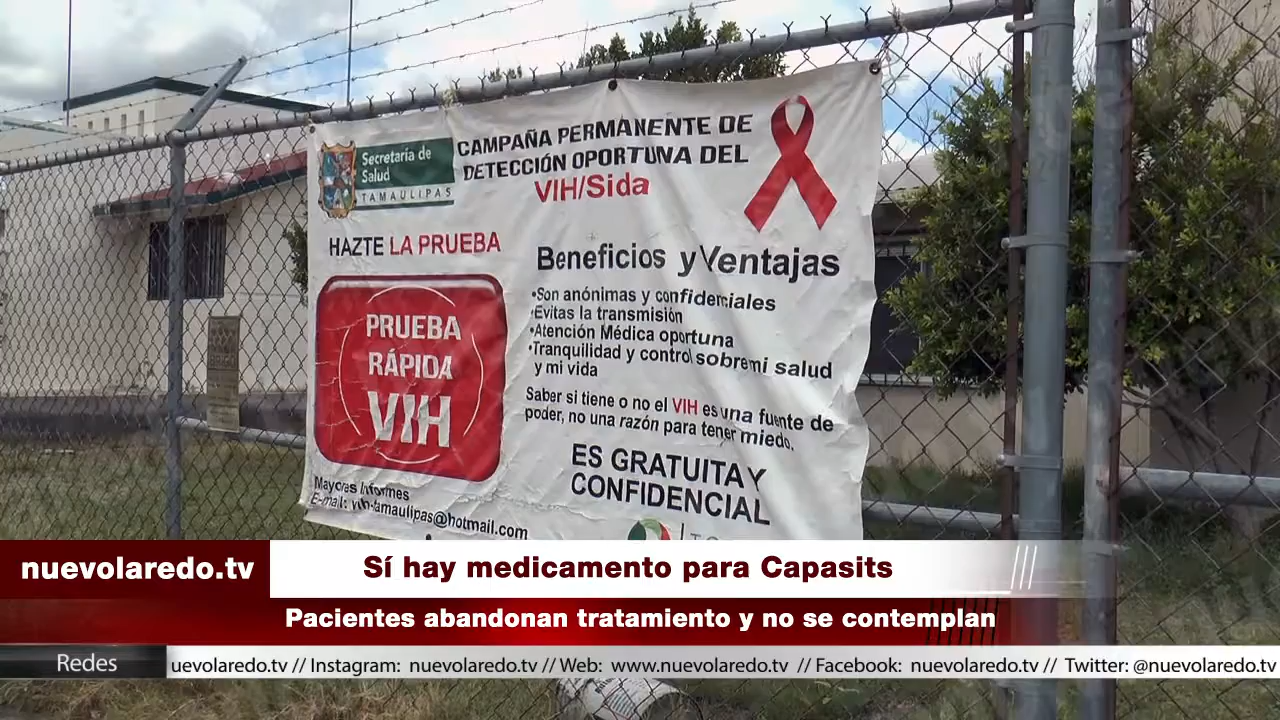 Secretaría de
Salud
TAMAULIPAS
CAMPAÑA PERMANENTE DE
DETECCIÓN OPORTUNA DEL
VIH/Sida
HAZTE LA PRUEBA
PRUEBA
RÁPIDA
VIH
Beneficios y Ventajas
•Son anónimas y confidenciales
•Evitas la transmisión
•Atención Médica oportuna
•Tranquilidad y control sobre mi salud
y mi vida
Saber si tiene o no el VIH es una fuente de
poder, no una razón para tener miedo.
ES GRATUITA Y
CONFIDENCIAL
Mayores Informes
E-mail: vih-tamaulipas@hotmail.com
nuevolaredo.tv
Sí hay medicamento para Capasits
Pacientes abandonan tratamiento y no se contemplan
Redes
uevolaredo.tv // Instagram: nuevolaredo.tv // Web: www.nuevolaredo.tv // Facebook: nuevolaredo.tv // Twitter: @nuevolaredo.tv